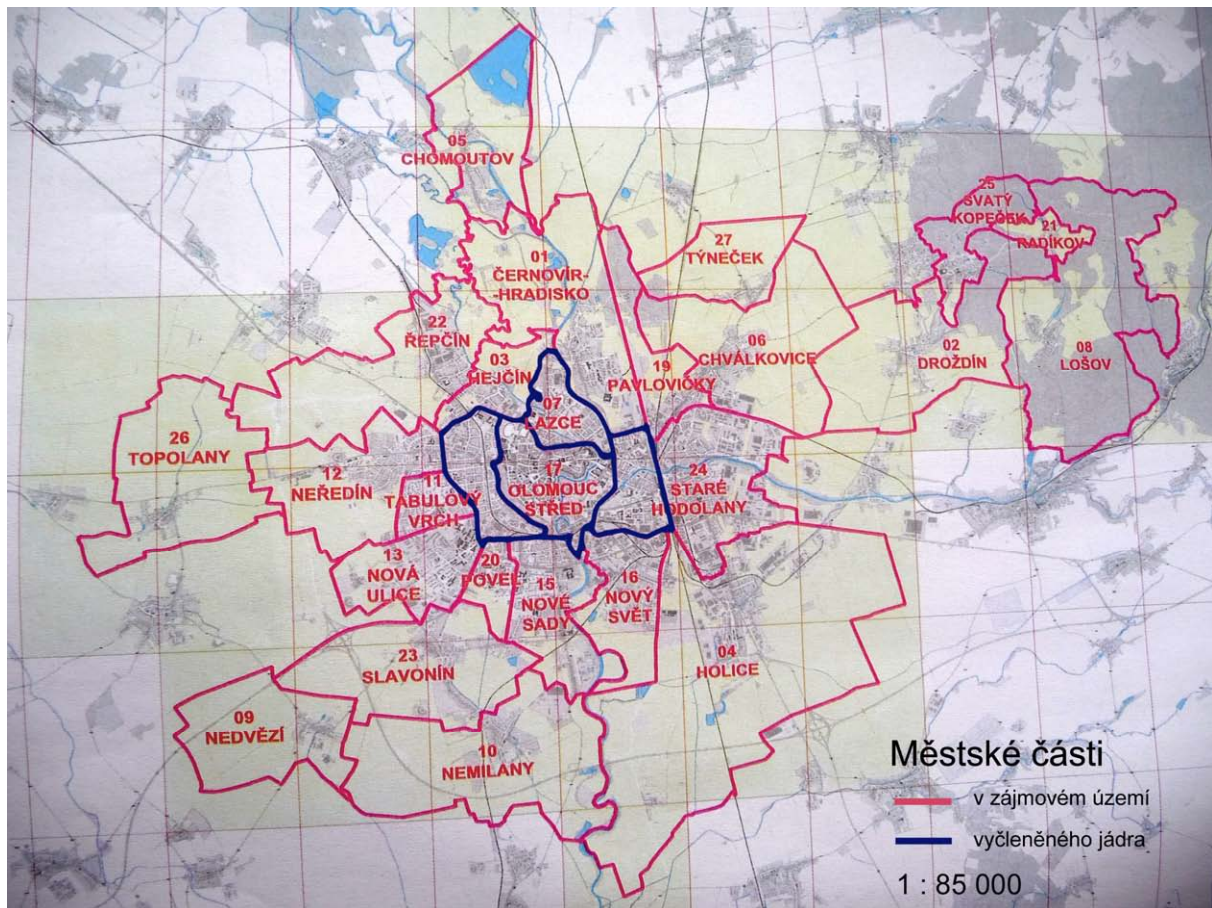 05
CHOMOUTOV
25
SVATÝ
KOPEČEK
21
RADÍKOV
27
TÝNEČEK
01
ČERNOVÍR-
-HRADISKO
22
ŘEPČÍN
03
HEJČÍN
06
CHVÁLKOVICE
02
DROŽDÍN
08
LOŠOV
19
PAVLOVIČKY
07
LAZCE
26
TOPOLANY
12
NEŘEDÍN
11
TABULOVÝ
VRCH
17
OLOMOUC
STŘED
24
STARÉ
HODOLANY
13
NOVÁ
ULICE
20
POVEL
15
NOVÉ
SADY
16
NOVÝ
SVĚT
04
HOLICE
23
SLAVONÍN
09
NEDVĚZÍ
10
NEMILANY
Městské části
v zájmovém území
vyčleněného jádra
1 : 85 000